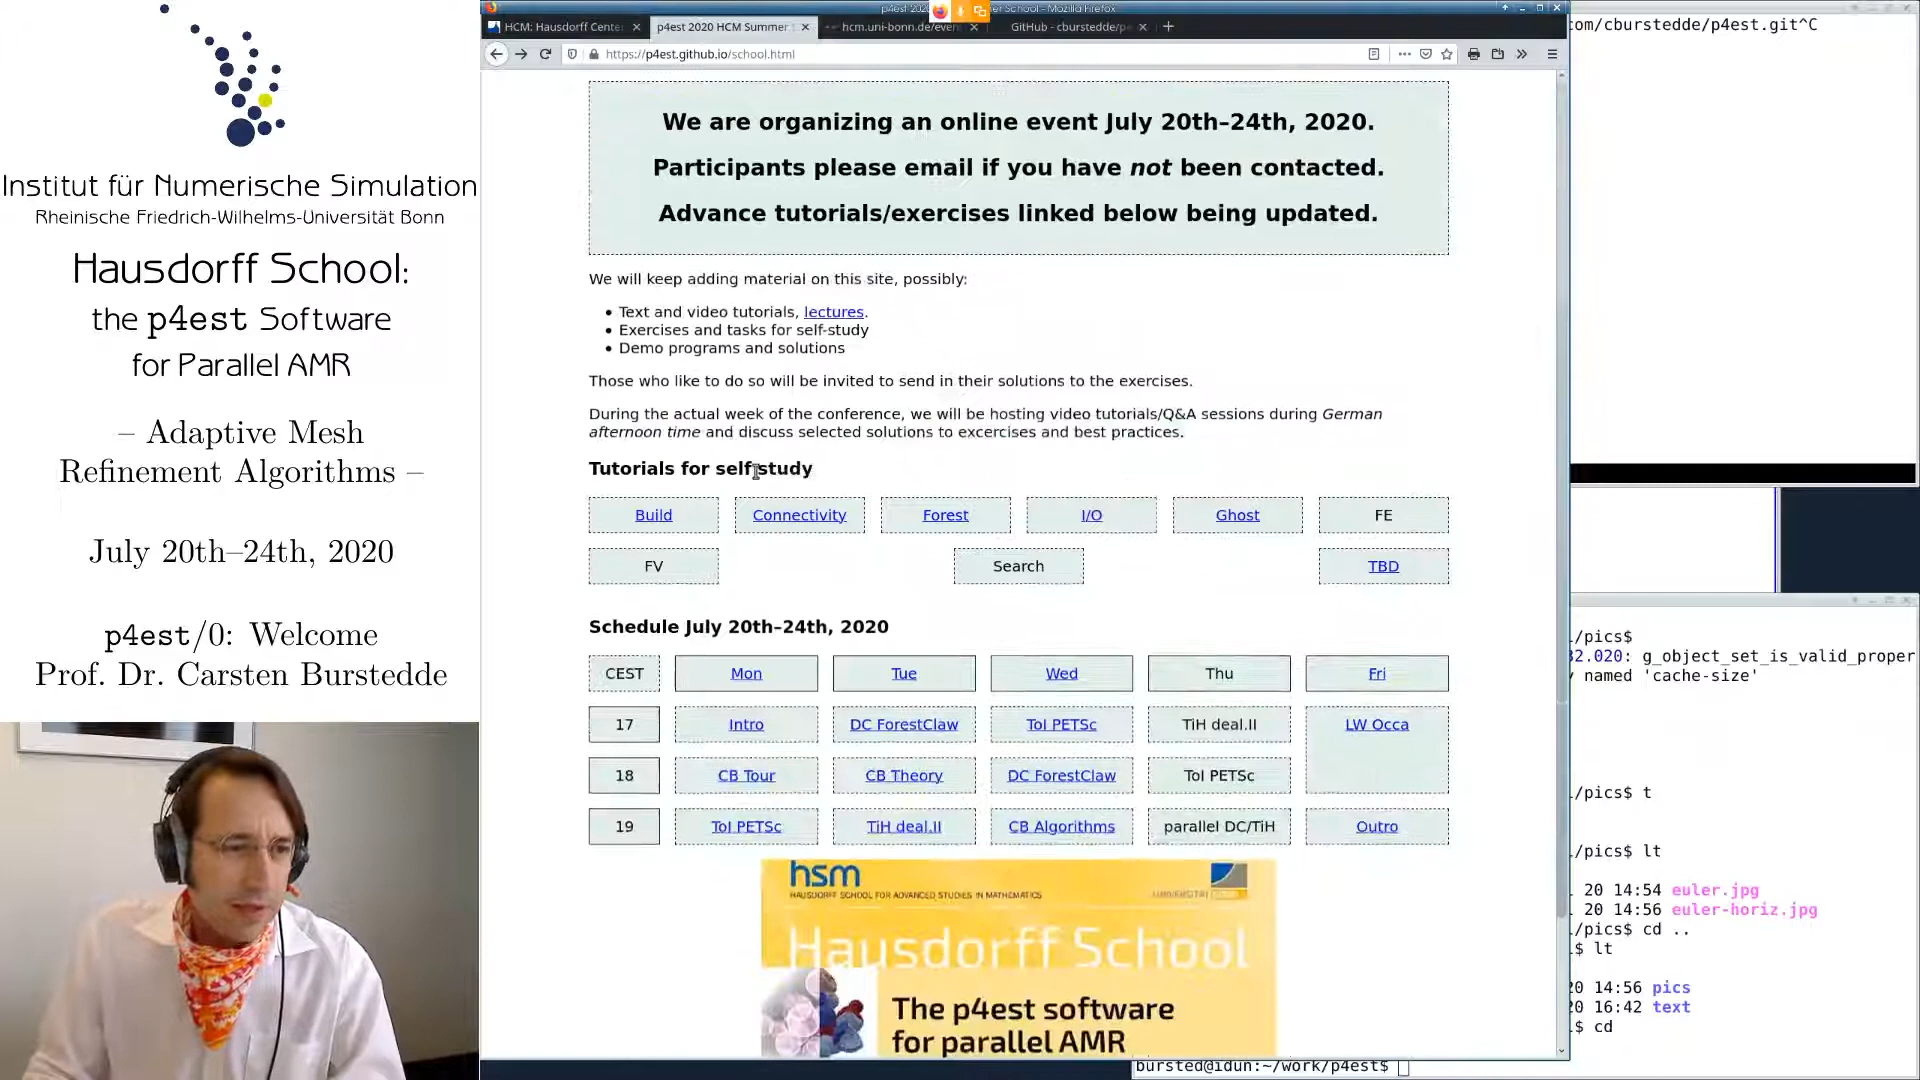 Institut für Numerische Simulation
Rheinische Friedrich-Wilhelms-Universität Bonn
Hausdorff School:
the p4est Software
for Parallel AMR
– Adaptive Mesh
Refinement Algorithms –
July 20th–24th, 2020
p4est/0: Welcome
Prof. Dr. Carsten Burstedde
HCM: Hausdorff Cente
p4est 2020 HCM Summer
hcm.uni-bonn.de/even
GitHub - cburstedde/p4
https://p4est.github.io/school.html
We are organizing an online event July 20th–24th, 2020.
Participants please email if you have not been contacted.
Advance tutorials/exercises linked below being updated.
We will keep adding material on this site, possibly:
• Text and video tutorials, lectures.
• Exercises and tasks for self-study
• Demo programs and solutions
Those who like to do so will be invited to send in their solutions to the exercises.
During the actual week of the conference, we will be hosting video tutorials/Q&A sessions during German
afternoon time and discuss selected solutions to excercises and best practices.
Tutorials for self-study
Build Connectivity Forest I/O Ghost FE
FV Search TBD
Schedule July 20th–24th, 2020
CEST Mon Tue Wed Thu Fri
17 Intro DC ForestClaw ToI PETSc TiH deal.II LW Occa
18 CB Tour CB Theory DC ForestClaw ToI PETSc
19 ToI PETSc TiH deal.II CB Algorithms parallel DC/TiH Outro
hsm
HAUSDORFF SCHOOL FOR ADVANCED STUDIES IN MATHEMATICS
Hausdorff School
The p4est software
for parallel AMR
com/cburstedde/p4est.git^C
/pics$
32.020: g_object_set_is_valid_proper
y named 'cache-size'
/pics$ t
/pics$ lt
20 14:54 euler.jpg
20 14:56 euler-horiz.jpg
/pics$ cd ..
$ lt
20 14:56 pics
20 16:42 text
$ cd
bursted@idun:~/work/p4est$